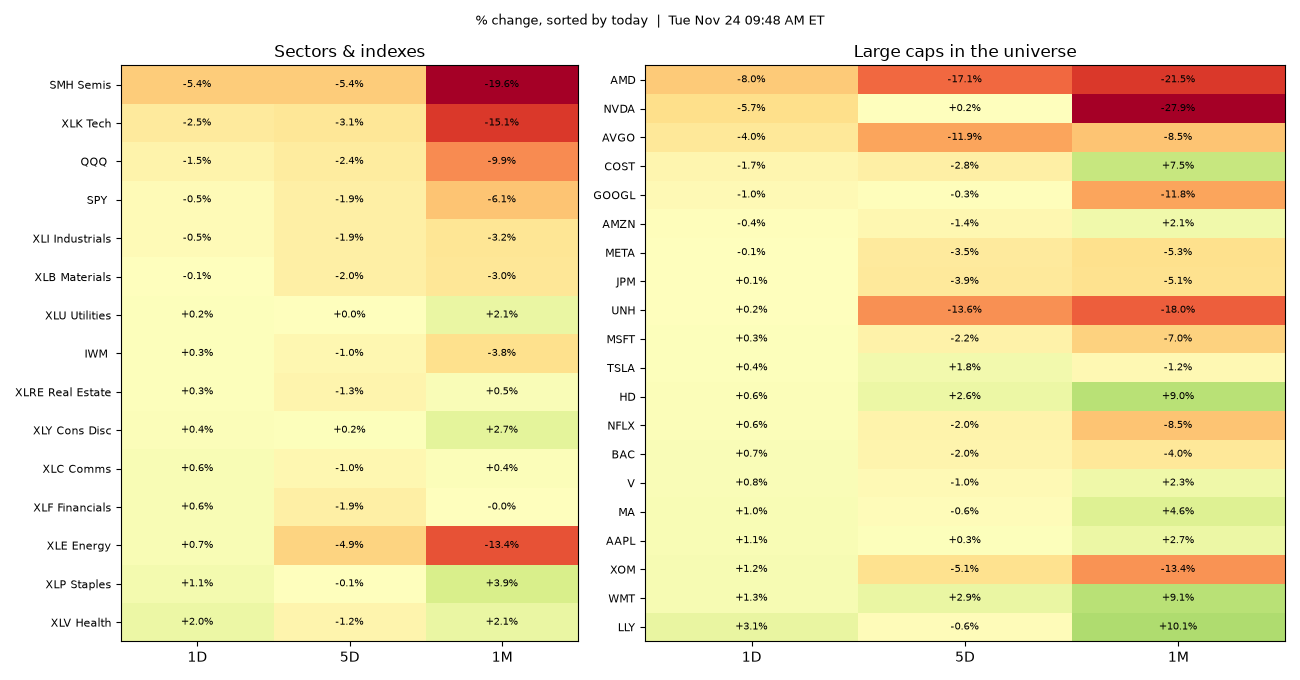 % change, sorted by today | Tue Nov 24 09:48 AM ET
Sectors & indexes
SMH Semis -5.4% -5.4% -19.6%
XLK Tech -2.5% -3.1% -15.1%
QQQ -1.5% -2.4% -9.9%
SPY -0.5% -1.9% -6.1%
XLI Industrials -0.5% -1.9% -3.2%
XLB Materials -0.1% -2.0% -3.0%
XLU Utilities +0.2% +0.0% +2.1%
IWM +0.3% -1.0% -3.8%
XLRE Real Estate +0.3% -1.3% +0.5%
XLY Cons Disc +0.4% +0.2% +2.7%
XLC Comms +0.6% -1.0% +0.4%
XLF Financials +0.6% -1.9% -0.0%
XLE Energy +0.7% -4.9% -13.4%
XLP Staples +1.1% -0.1% +3.9%
XLV Health +2.0% -1.2% +2.1%
1D 5D 1M
Large caps in the universe
AMD -8.0% -17.1% -21.5%
NVDA -5.7% +0.2% -27.9%
AVGO -4.0% -11.9% -8.5%
COST -1.7% -2.8% +7.5%
GOOGL -1.0% -0.3% -11.8%
AMZN -0.4% -1.4% +2.1%
META -0.1% -3.5% -5.3%
JPM +0.1% -3.9% -5.1%
UNH +0.2% -13.6% -18.0%
MSFT +0.3% -2.2% -7.0%
TSLA +0.4% +1.8% -1.2%
HD +0.6% +2.6% +9.0%
NFLX +0.6% -2.0% -8.5%
BAC +0.7% -2.0% -4.0%
V +0.8% -1.0% +2.3%
MA +1.0% -0.6% +4.6%
AAPL +1.1% +0.3% +2.7%
XOM +1.2% -5.1% -13.4%
WMT +1.3% +2.9% +9.1%
LLY +3.1% -0.6% +10.1%
1D 5D 1M